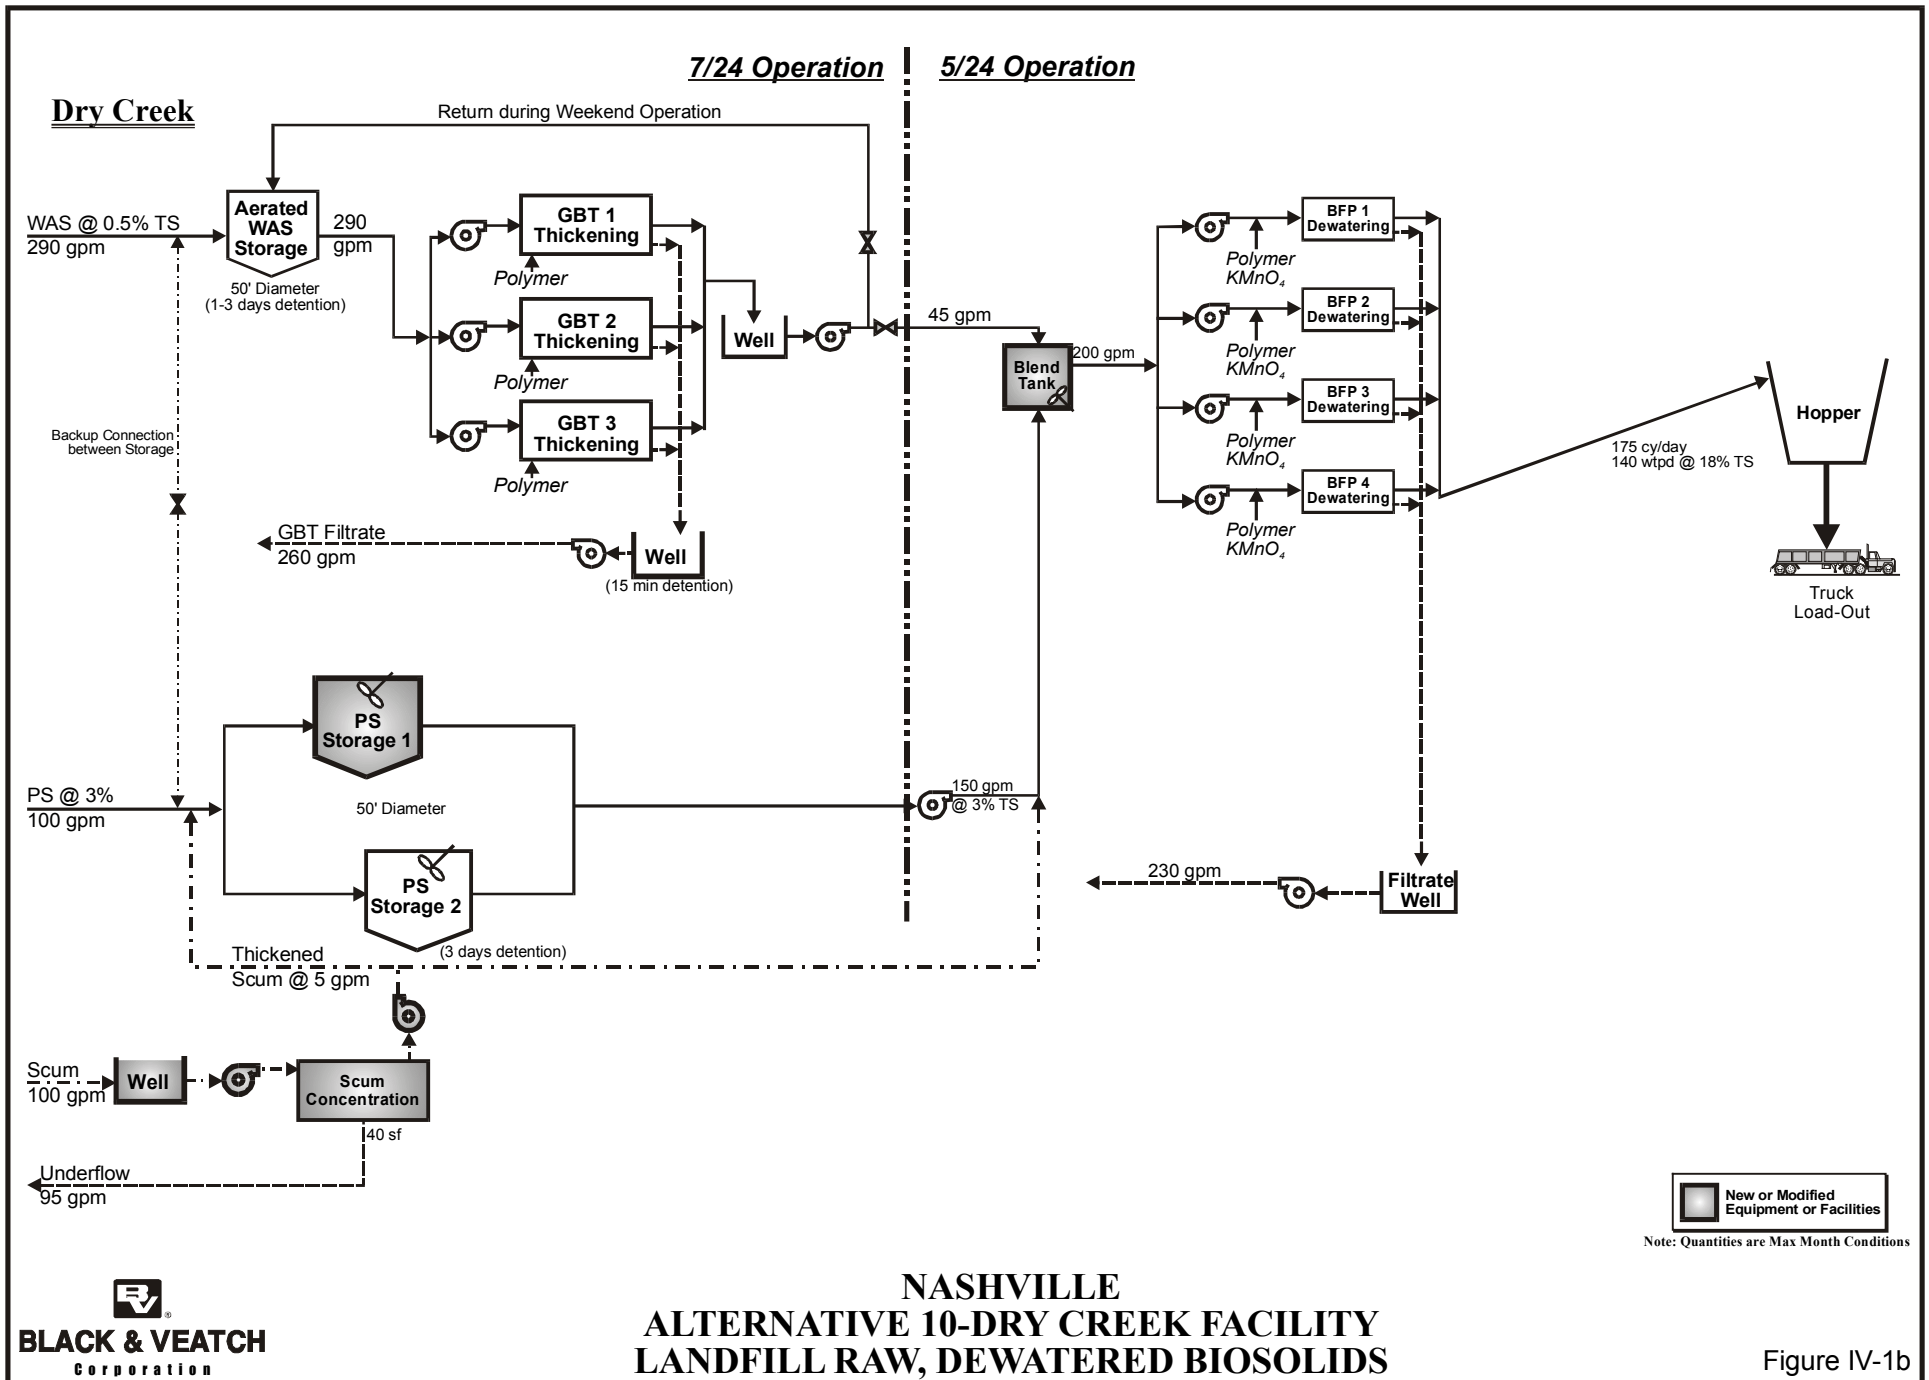 7/24 Operation
5/24 Operation
Dry Creek
Return during Weekend Operation
WAS @ 0.5% TS
290 gpm
Aerated
WAS
Storage
290
gpm
50' Diameter
(1-3 days detention)
GBT 1
Thickening
Polymer
GBT 2
Thickening
Polymer
GBT 3
Thickening
Polymer
Well
45 gpm
Blend
Tank
200 gpm
BFP 1
Dewatering
Polymer
KMnO4
BFP 2
Dewatering
Polymer
KMnO4
BFP 3
Dewatering
Polymer
KMnO4
BFP 4
Dewatering
Polymer
KMnO4
175 cy/day
140 wtpd @ 18% TS
Hopper
Truck
Load-Out
Backup Connection
between Storage
GBT Filtrate
260 gpm
Well
(15 min detention)
PS
Storage 1
PS @ 3%
100 gpm
50' Diameter
150 gpm
@ 3% TS
PS
Storage 2
(3 days detention)
230 gpm
Filtrate
Well
Thickened
Scum @ 5 gpm
Scum
100 gpm
Well
Scum
Concentration
40 sf
Underflow
95 gpm
New or Modified
Equipment or Facilities
Note: Quantities are Max Month Conditions
BV®
BLACK & VEATCH
Corporation
NASHVILLE
ALTERNATIVE 10-DRY CREEK FACILITY
LANDFILL RAW, DEWATERED BIOSOLIDS
Figure IV-1b